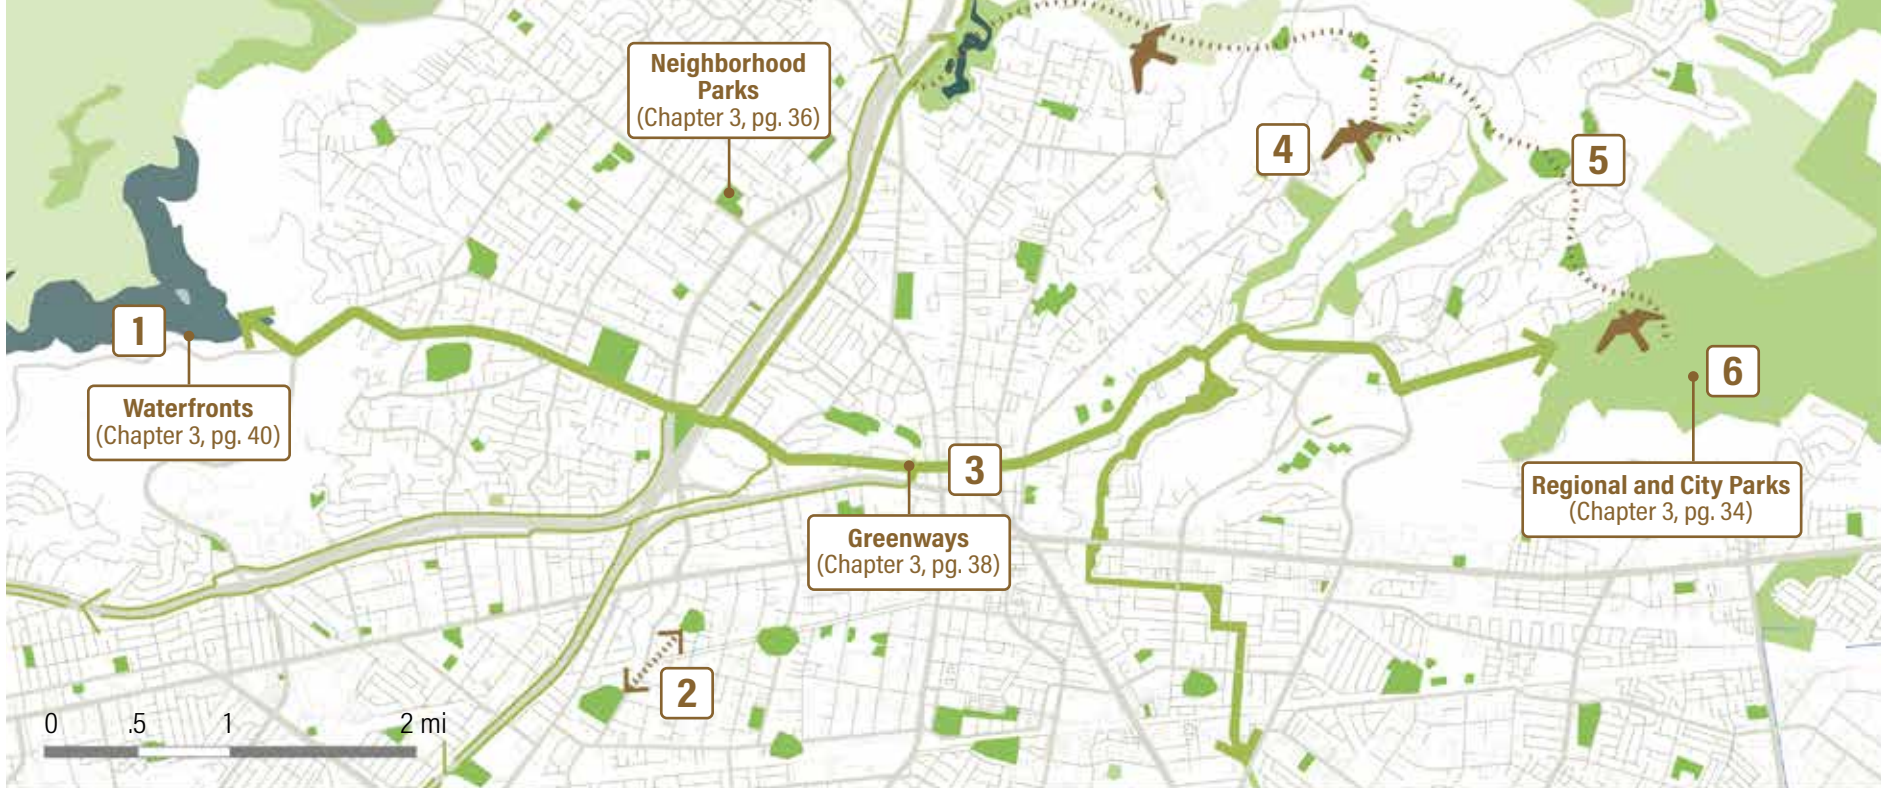 Neighborhood
Parks
(Chapter 3, pg. 36)
4
5
1
6
Waterfronts
(Chapter 3, pg. 40)
3
Regional and City Parks
(Chapter 3, pg. 34)
Greenways
(Chapter 3, pg. 38)
2
0 .5 1 2 mi